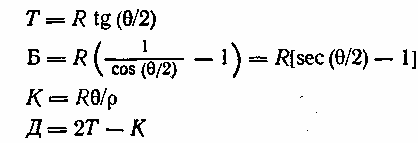 T = R tg (θ/2)
Б = R ( 1 / cos (θ/2) − 1 ) = R[sec (θ/2) − 1]
К = Rθ/ρ
Д = 2T − К